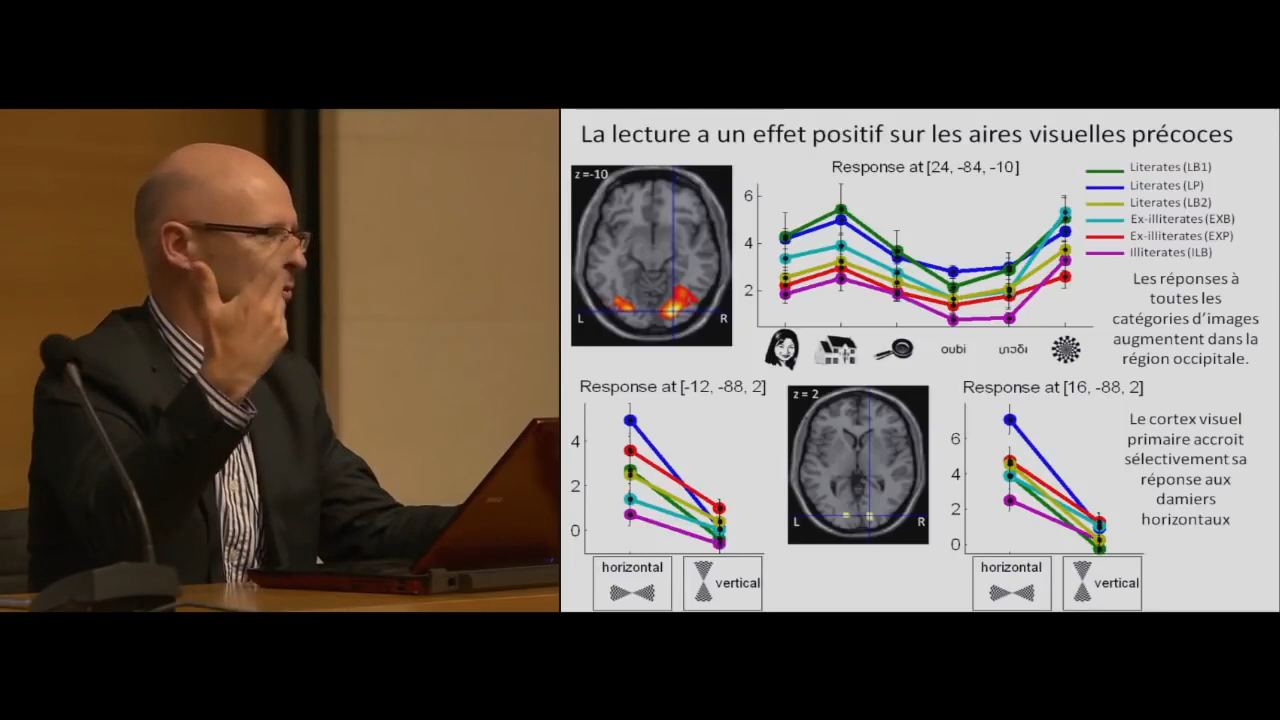 La lecture a un effet positif sur les aires visuelles précoces
z =-10
L
R
Response at [24, -84, -10]
6
4
2
oubi
Literates (LB1)
Literates (LP)
Literates (LB2)
Ex-illiterates (EXB)
Ex-illiterates (EXP)
Illiterates (ILB)
Les réponses à
toutes les
catégories d'images
augmentent dans la
région occipitale.
Response at [-12, -88, 2]
4
2
0
horizontal
vertical
z = 2
L
R
Response at [16, -88, 2]
6
4
2
0
horizontal
vertical
Le cortex visuel
primaire accroit
sélectivement sa
réponse aux
damiers
horizontaux